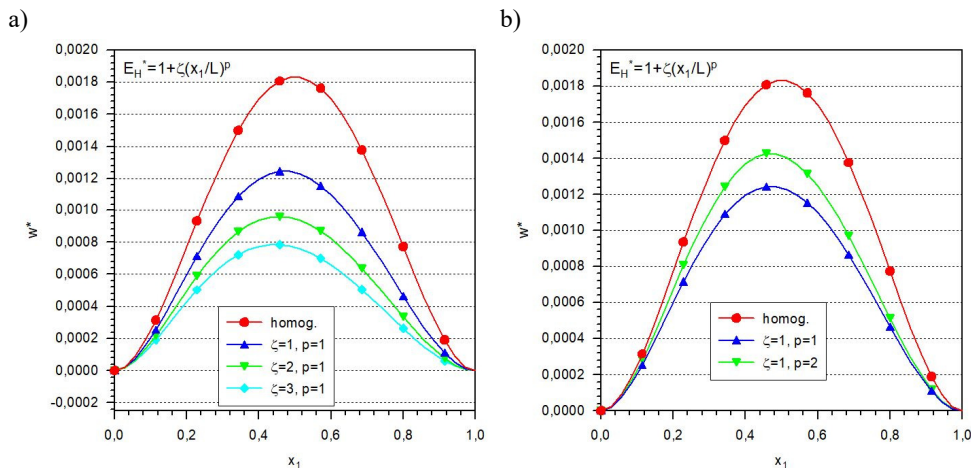 a)
E_H^*=1+ζ(x_1/L)^p
0,0020
0,0018
0,0016
0,0014
0,0012
0,0010
0,0008
0,0006
0,0004
0,0002
0,0000
-0,0002
w*
homog.
ζ=1, p=1
ζ=2, p=1
ζ=3, p=1
0,0 0,2 0,4 0,6 0,8 1,0
x_1
b)
E_H^*=1+ζ(x_1/L)^p
0,0020
0,0018
0,0016
0,0014
0,0012
0,0010
0,0008
0,0006
0,0004
0,0002
0,0000
w*
homog.
ζ=1, p=1
ζ=1, p=2
0,0 0,2 0,4 0,6 0,8 1,0
x_1